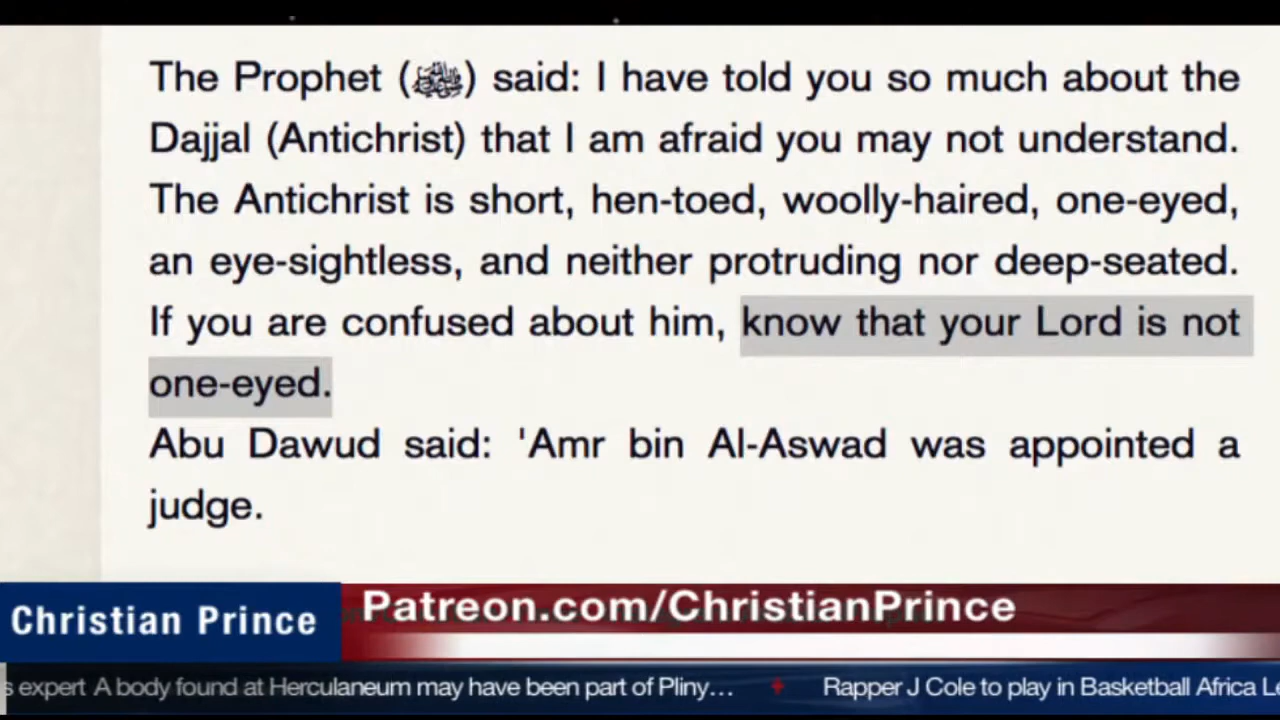 The Prophet (ﷺ) said: I have told you so much about the
Dajjal (Antichrist) that I am afraid you may not understand.
The Antichrist is short, hen-toed, woolly-haired, one-eyed,
an eye-sightless, and neither protruding nor deep-seated.
If you are confused about him, know that your Lord is not
one-eyed.
Abu Dawud said: 'Amr bin Al-Aswad was appointed a
judge.
Christian Prince
Patreon.com/ChristianPrince
s expert A body found at Herculaneum may have been part of Pliny… Rapper J Cole to play in Basketball Africa Le